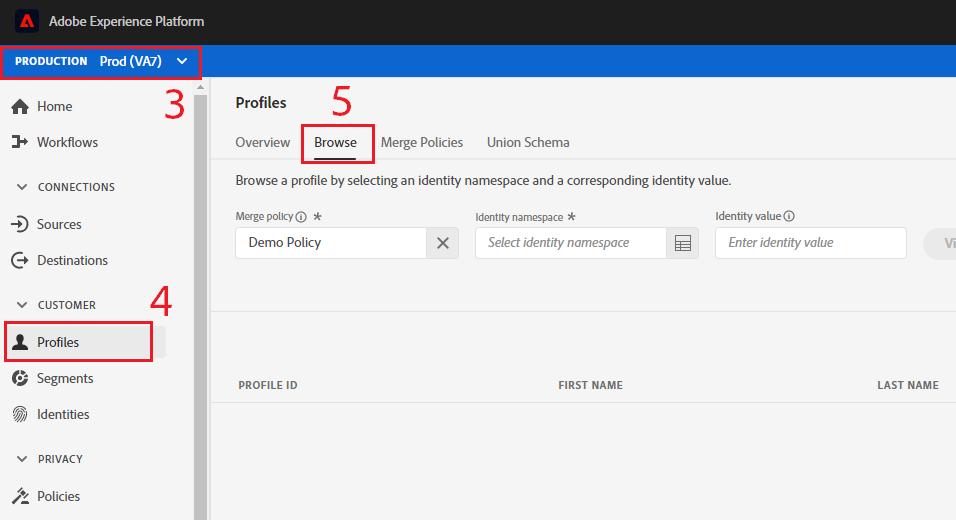 Adobe Experience Platform
PRODUCTION Prod (VA7)
3
Home
Workflows
CONNECTIONS
Sources
Destinations
CUSTOMER
4
Profiles
Segments
Identities
PRIVACY
Policies
Profiles
5
Overview Browse Merge Policies Union Schema
Browse a profile by selecting an identity namespace and a corresponding identity value.
Merge policy * Identity namespace * Identity value
Demo Policy Select identity namespace Enter identity value Vi
PROFILE ID FIRST NAME LAST NAME